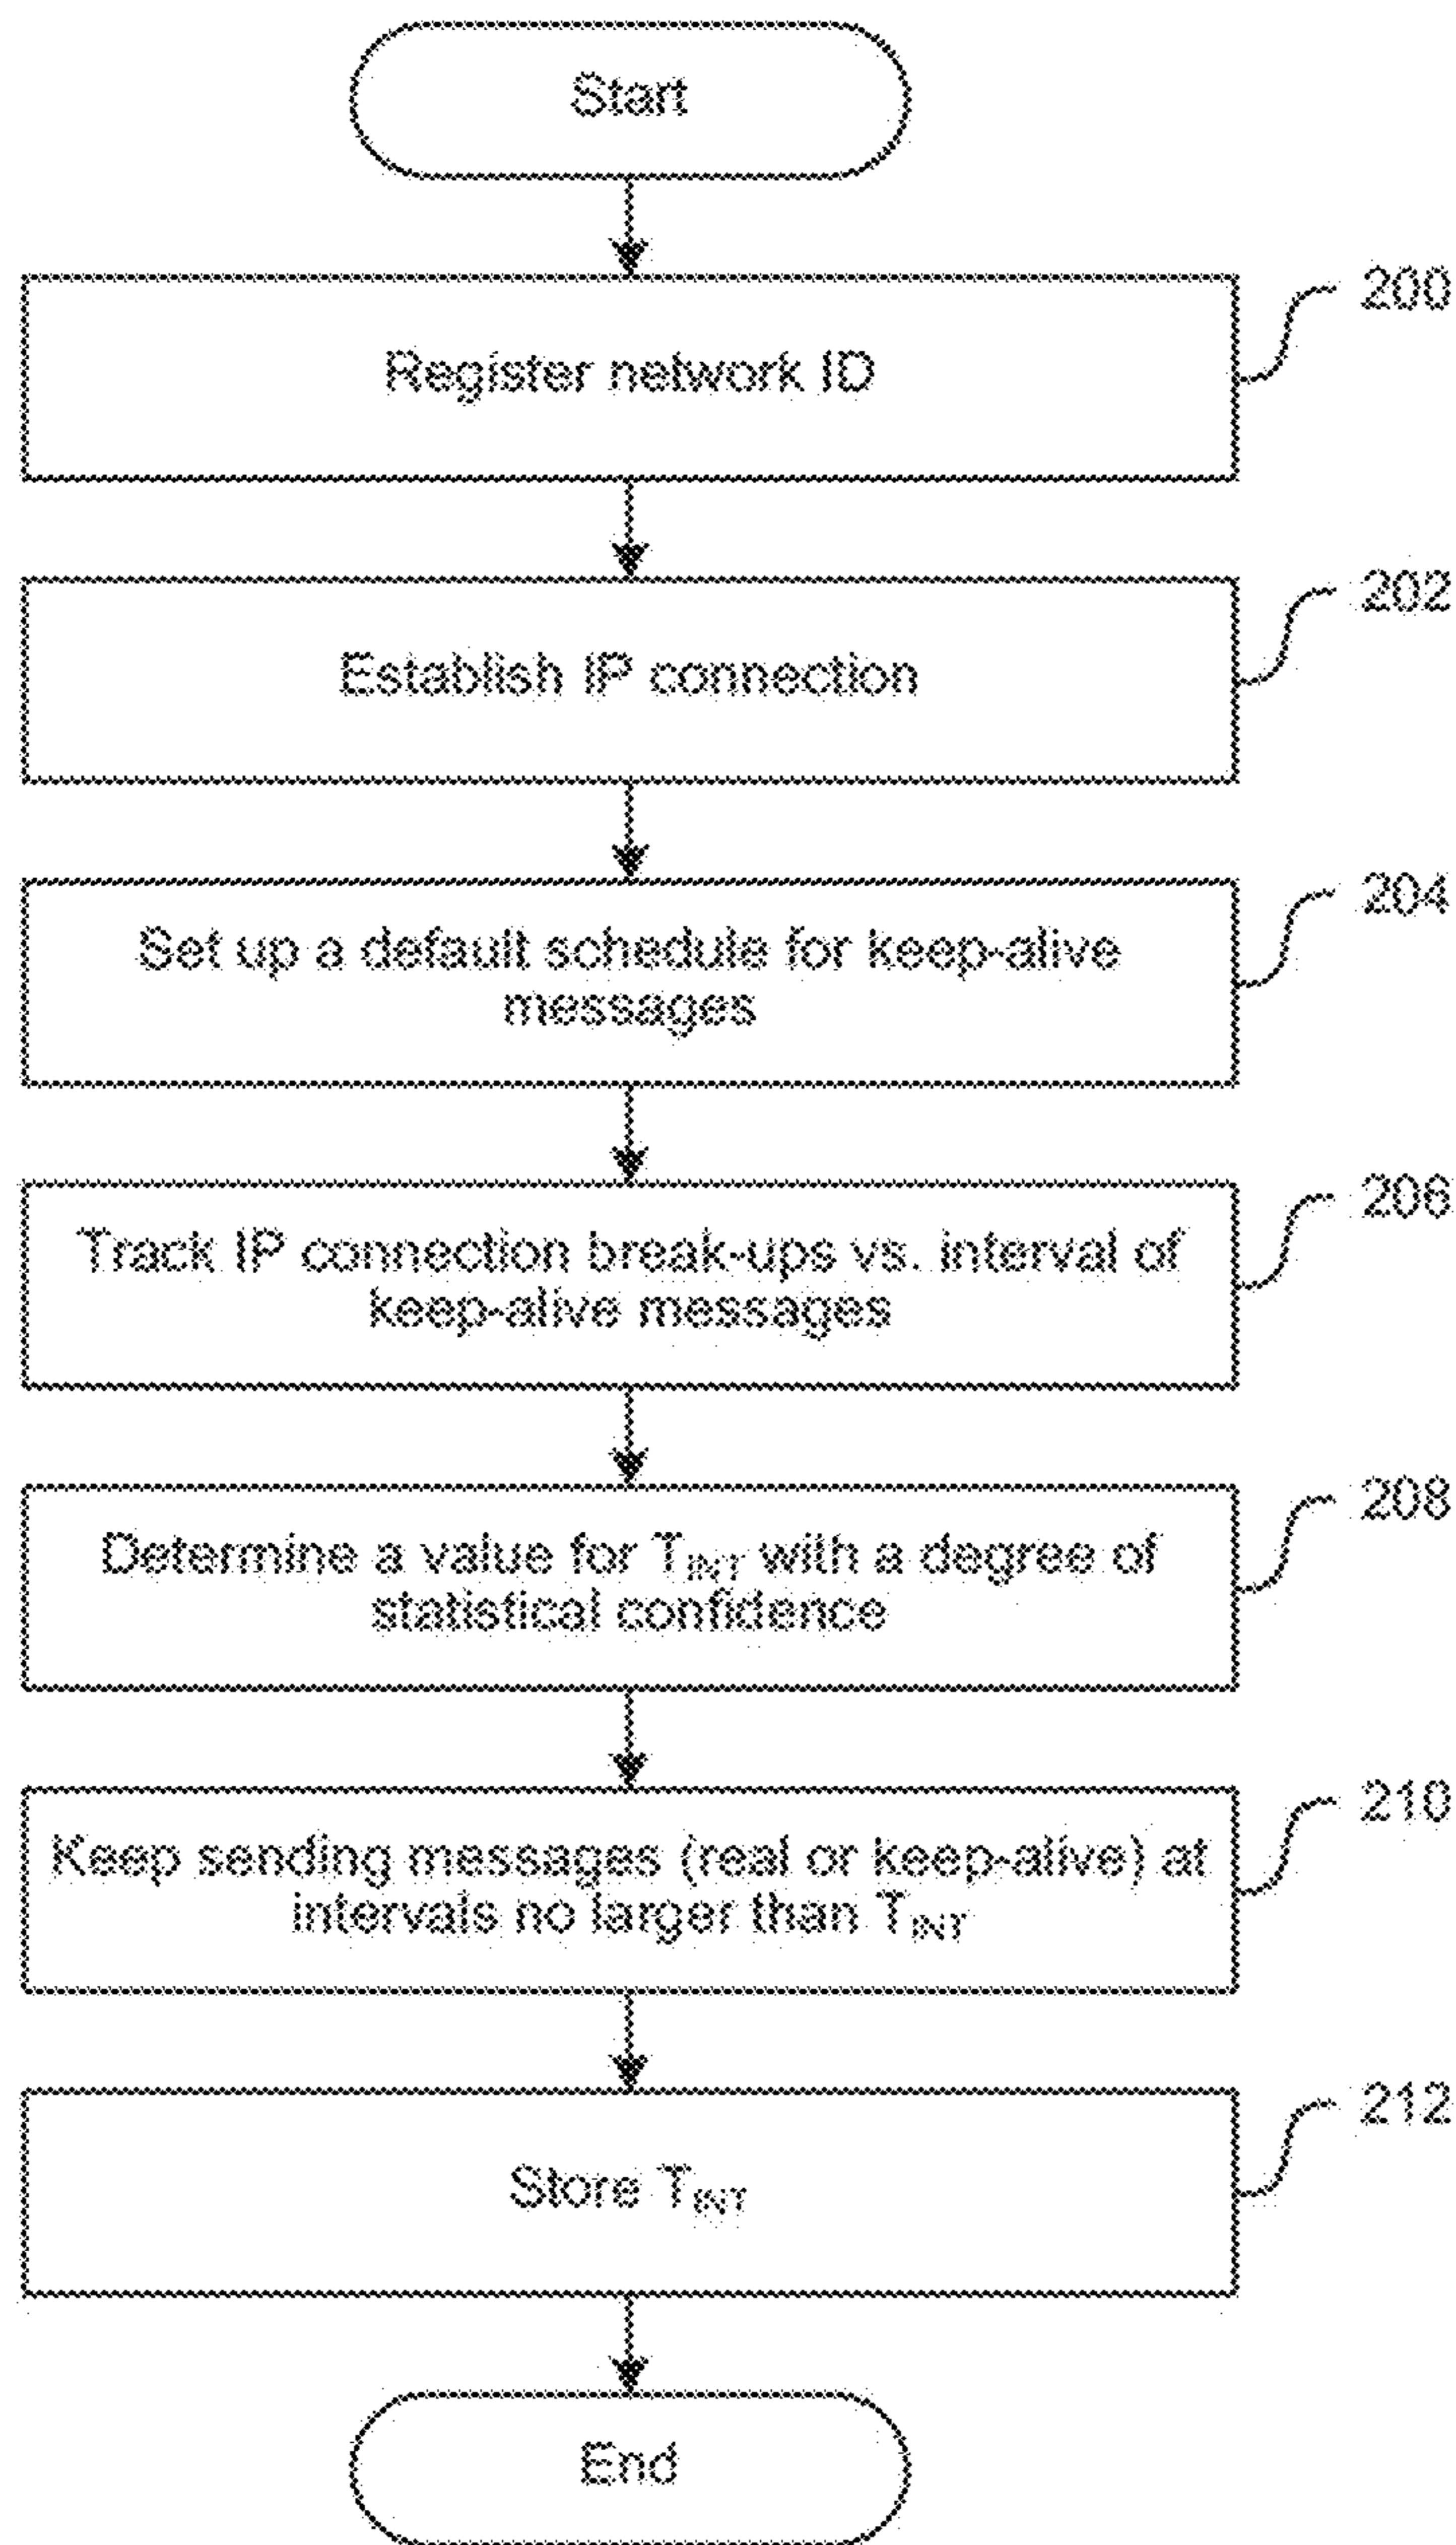 Start
200
Register network ID
202
Establish IP connection
204
Set up a default schedule for keep-alive
messages
206
Track IP connection break-ups vs. interval of
keep-alive messages
208
Determine a value for TINT with a degree of
statistical confidence
210
Keep sending messages (real or keep-alive) at
intervals no larger than TINT
212
Store TINT
End